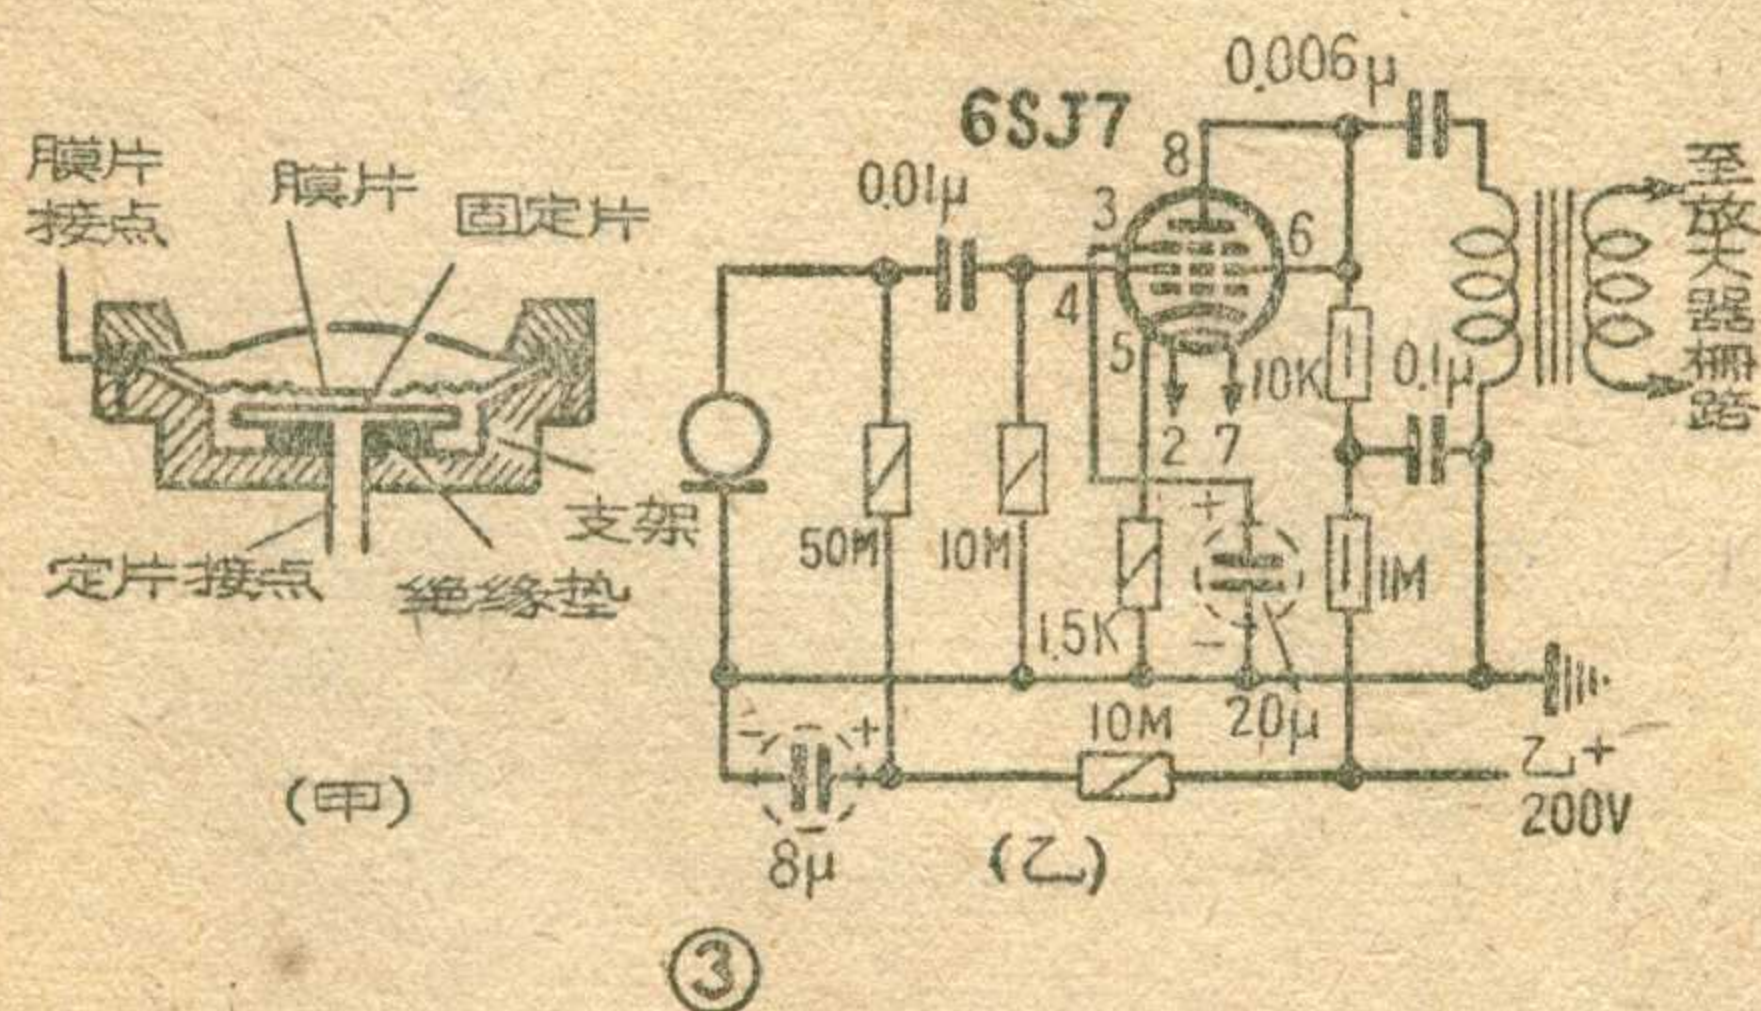 膜片
接点
膜片
固定片
支架
定片接点
绝缘垫
(甲)
6SJ7
0.006μ
0.01μ
8
3
6
4
5
2
7
10K
0.1μ
50M
10M
1.5K
+
-
20μ
1M
-
+
8μ
10M
乙+
200V
至放大器栅路
(乙)
③